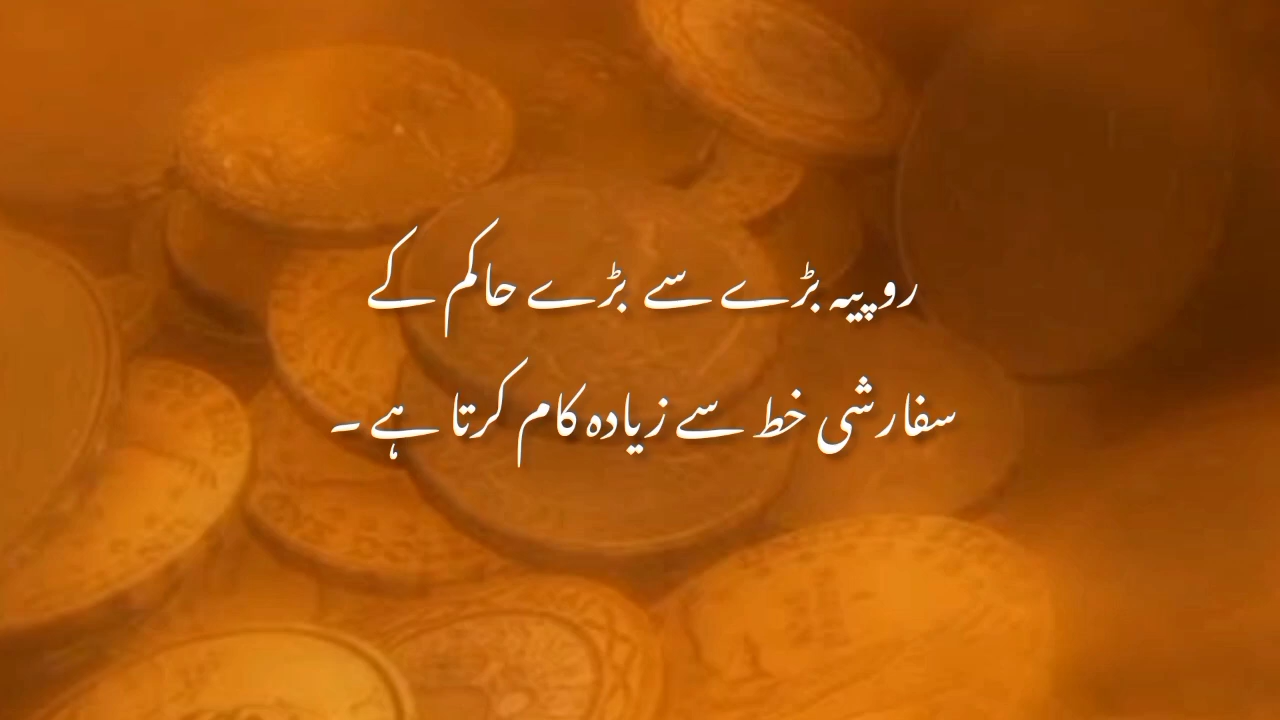 روپیہ بڑے سے بڑے حاکم کے
سفارشی خط سے زیادہ کام کرتا ہے ۔